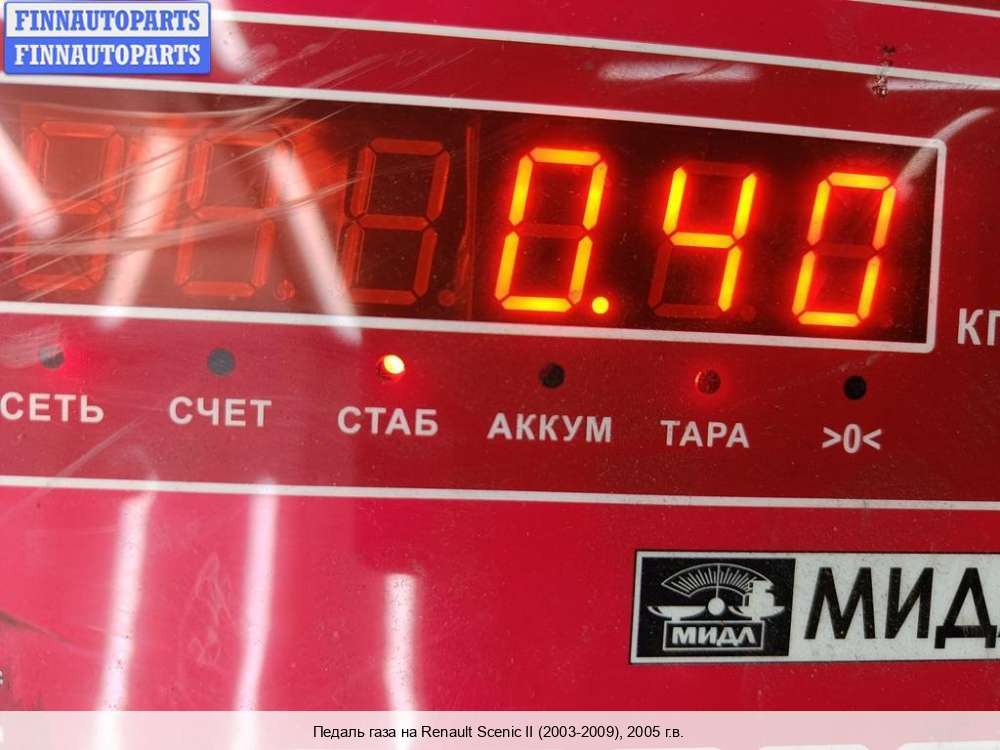 FINNAUTOPARTS
FINNAUTOPARTS
0.40
КГ
СЕТЬ СЧЕТ СТАБ АККУМ ТАРА >0<
МИДЛ
МИД
Педаль газа на Renault Scenic II (2003-2009), 2005 г.в.